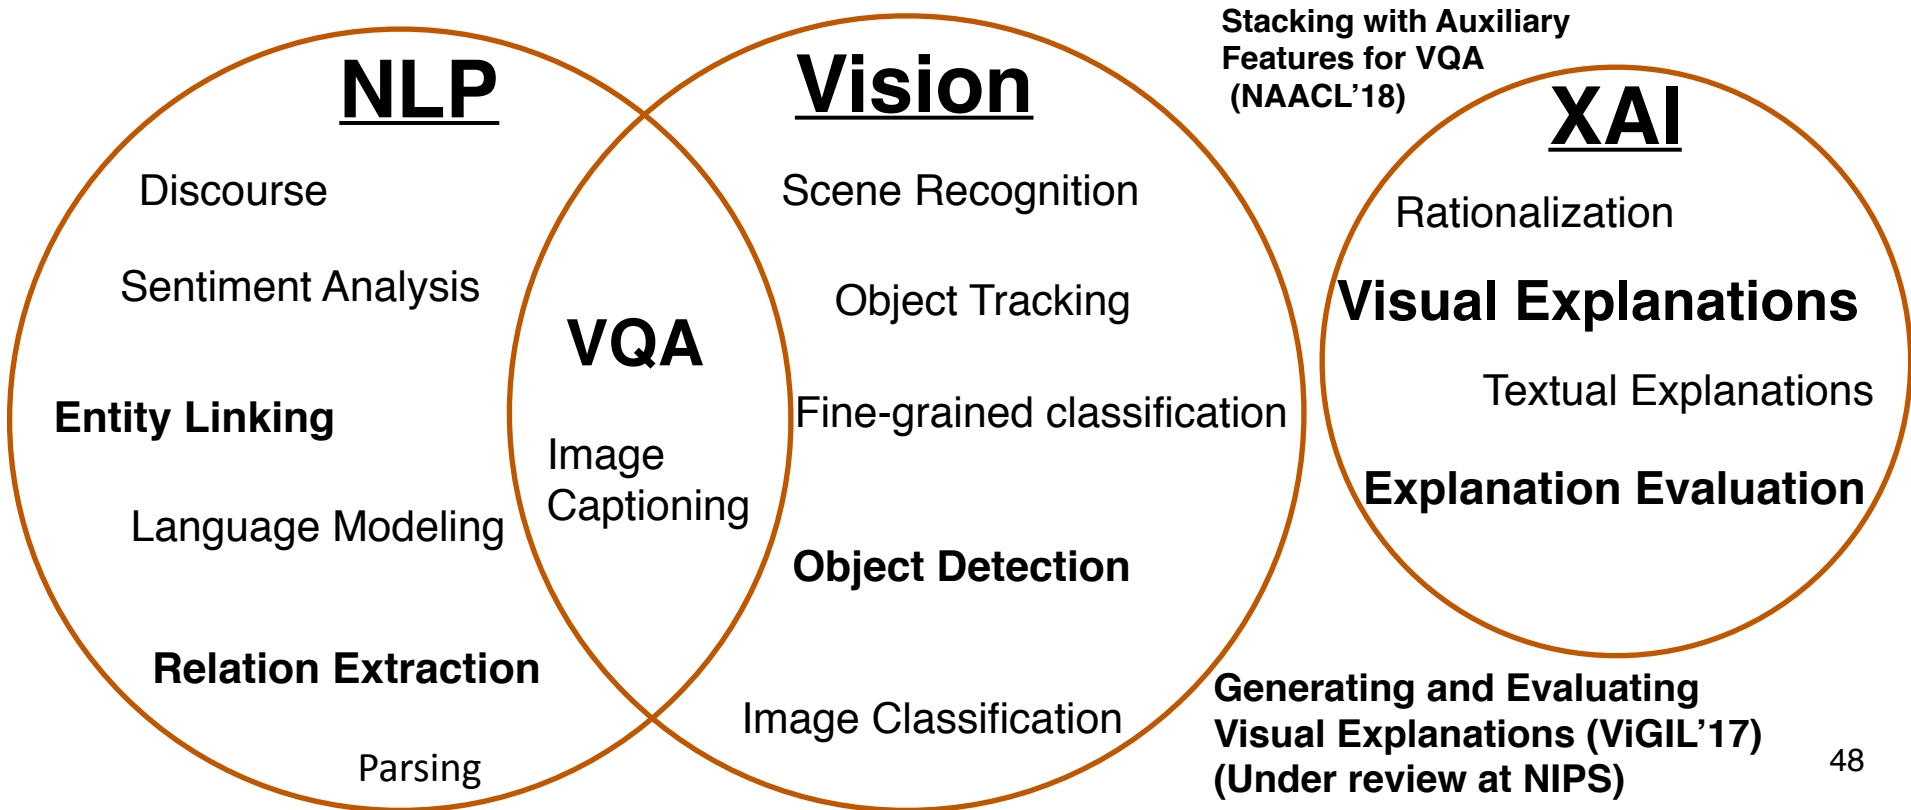 NLP
Discourse
Sentiment Analysis
Entity Linking
Language Modeling
Relation Extraction
Parsing
VQA
Image
Captioning
Vision
Scene Recognition
Object Tracking
Fine-grained classification
Object Detection
Image Classification
Stacking with Auxiliary
Features for VQA
(NAACL’18)
XAI
Rationalization
Visual Explanations
Textual Explanations
Explanation Evaluation
Generating and Evaluating
Visual Explanations (ViGIL’17)
(Under review at NIPS)
48